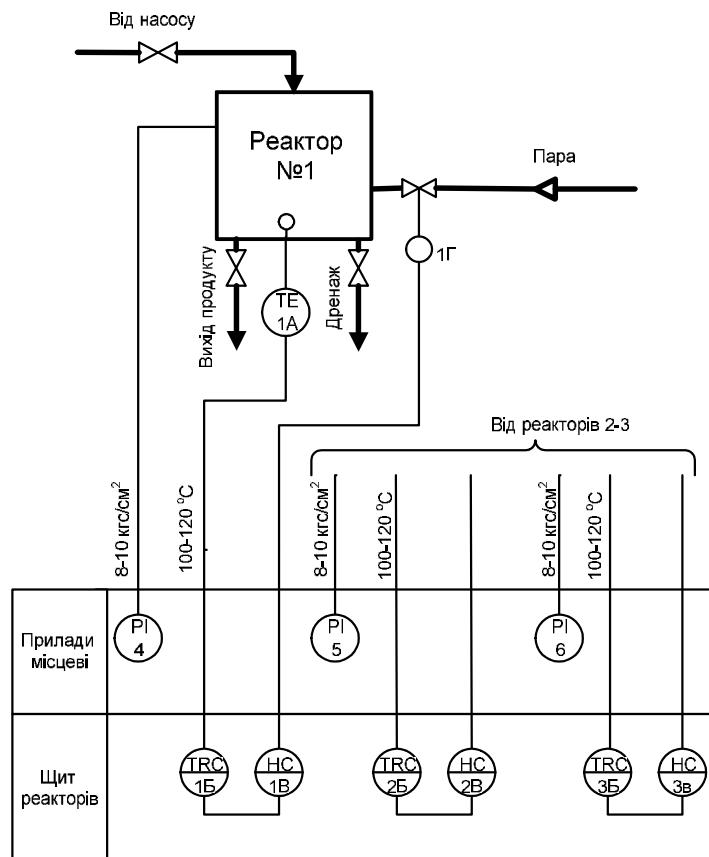 Від насосу
Реактор
№1
Пара
1Г
Вихід продукту
TE
1А
Дренаж
Від реакторів 2-3
8-10 кгс/см²
100-120 °С
8-10 кгс/см²
100-120 °С
8-10 кгс/см²
100-120 °С
Прилади
місцеві
PI
4
PI
5
PI
6
Щит
реакторів
TRC
1Б
HC
1В
TRC
2Б
HC
2В
TRC
3Б
HC
3в